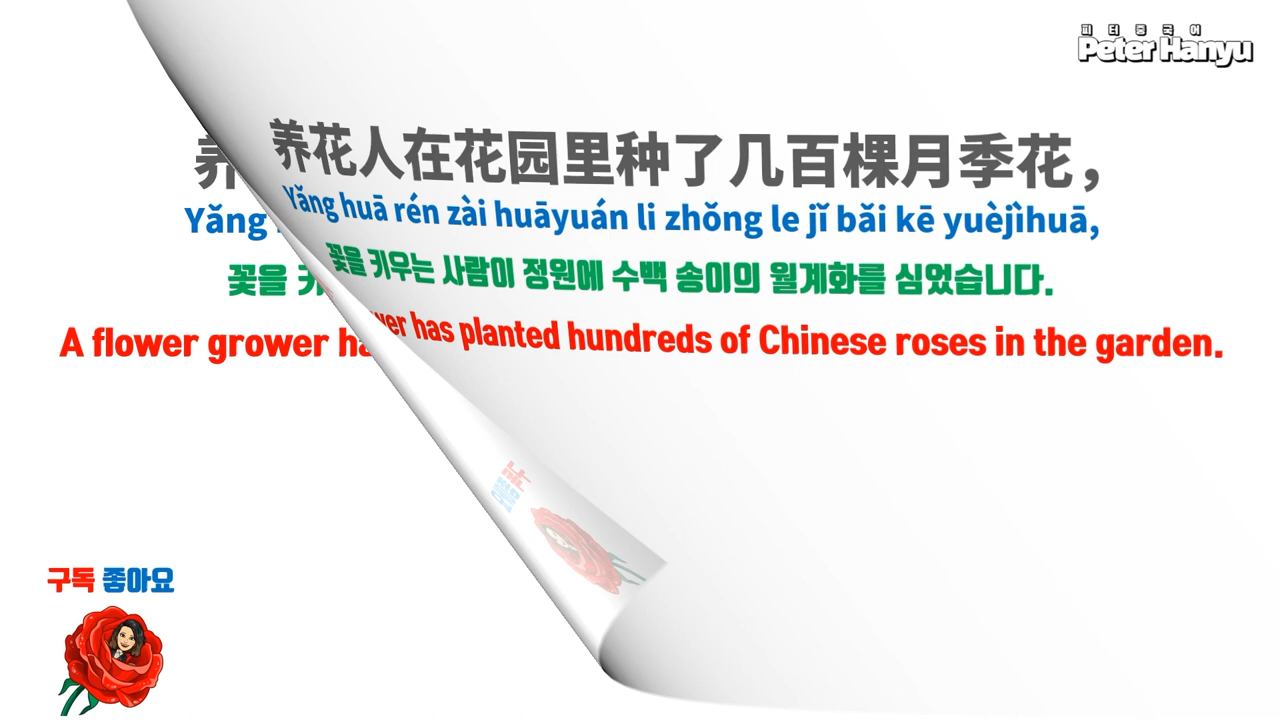 피터중국어
Peter Hanyu
养花人在花园里种了几百棵月季花，
Yǎng huā rén zài huāyuán li zhǒng le jǐ bǎi kē yuèjìhuā,
꽃을 키우는 사람이 정원에 수백 송이의 월계화를 심었습니다.
A flower grower has planted hundreds of Chinese roses in the garden.
구독 좋아요